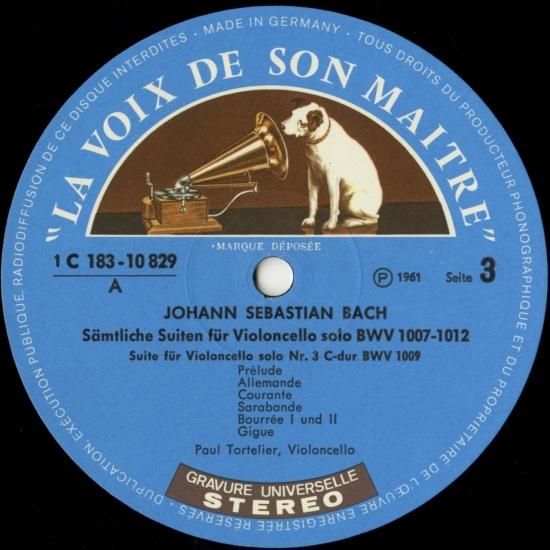 MADE IN GERMANY · TOUS DROITS DU PRODUCTEUR PHONOGRAPHIQUE ET DU PROPRIÉTAIRE DE L'ŒUVRE ENREGISTRÉE RÉSERVÉS · DUPLICATION, EXÉCUTION PUBLIQUE, RADIODIFFUSION DE CE DISQUE INTERDITES ·
"LA VOIX DE SON MAITRE"
· MARQUE DÉPOSÉE
1 C 183-10 829
A
Ⓟ 1961 Seite 3
JOHANN SEBASTIAN BACH
Sämtliche Suiten für Violoncello solo BWV 1007-1012
Suite für Violoncello solo Nr. 3 C-dur BWV 1009
Prélude
Allemande
Courante
Sarabande
Bourrée I und II
Gigue
Paul Tortelier, Violoncello
GRAVURE UNIVERSELLE
STEREO